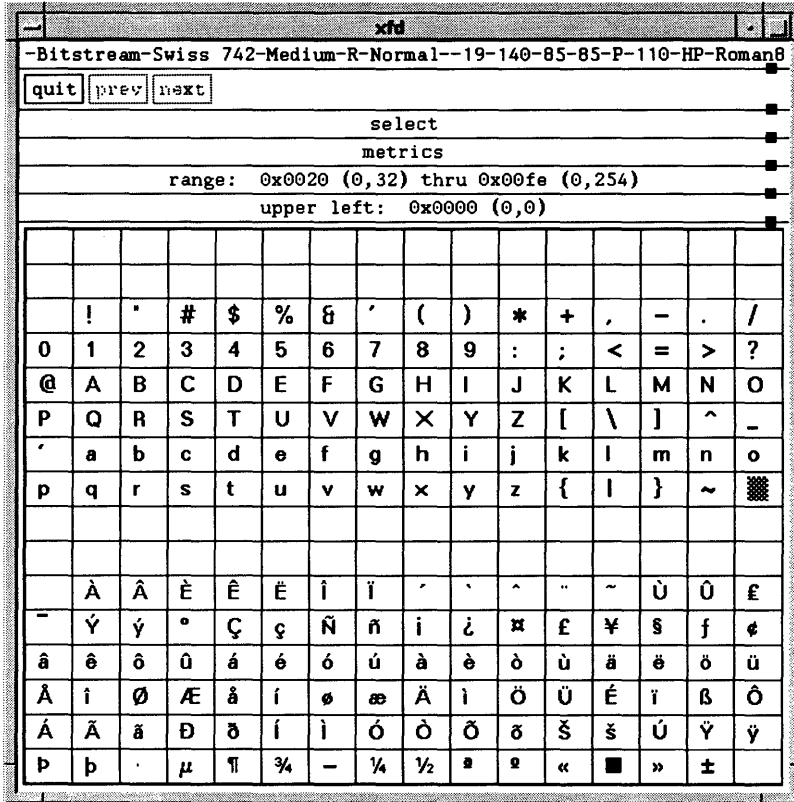 xfd
-Bitstream-Swiss 742-Medium-R-Normal--19-140-85-85-P-110-HP-Roman8
quit prev next
select
metrics
range: 0x0020 (0,32) thru 0x00fe (0,254)
upper left: 0x0000 (0,0)
! " # $ % & ´ ( ) * + , – . /
0 1 2 3 4 5 6 7 8 9 : ; < = > ?
@ A B C D E F G H I J K L M N O
P Q R S T U V W X Y Z [ \ ] ^ _
‘ a b c d e f g h i j k l m n o
p q r s t u v w x y z { | } ~ ▒
À Â È Ê Ë Î Ï ´ ` ^ ¨ ~ Ù Û £
¯ Ý ý ° Ç ç Ñ ñ ¡ ¿ ¤ £ ¥ § ƒ ¢
â ê ô û á é ó ú à è ò ù ä ë ö ü
Å î Ø Æ å í ø æ Ä ì Ö Ü É ï ß Ô
Á Ã ã Ð ð Í Ì Ó Ò Õ õ Š š Ú Ÿ ÿ
Þ þ · µ ¶ ¾ – ¼ ½ ª º « ■ » ±